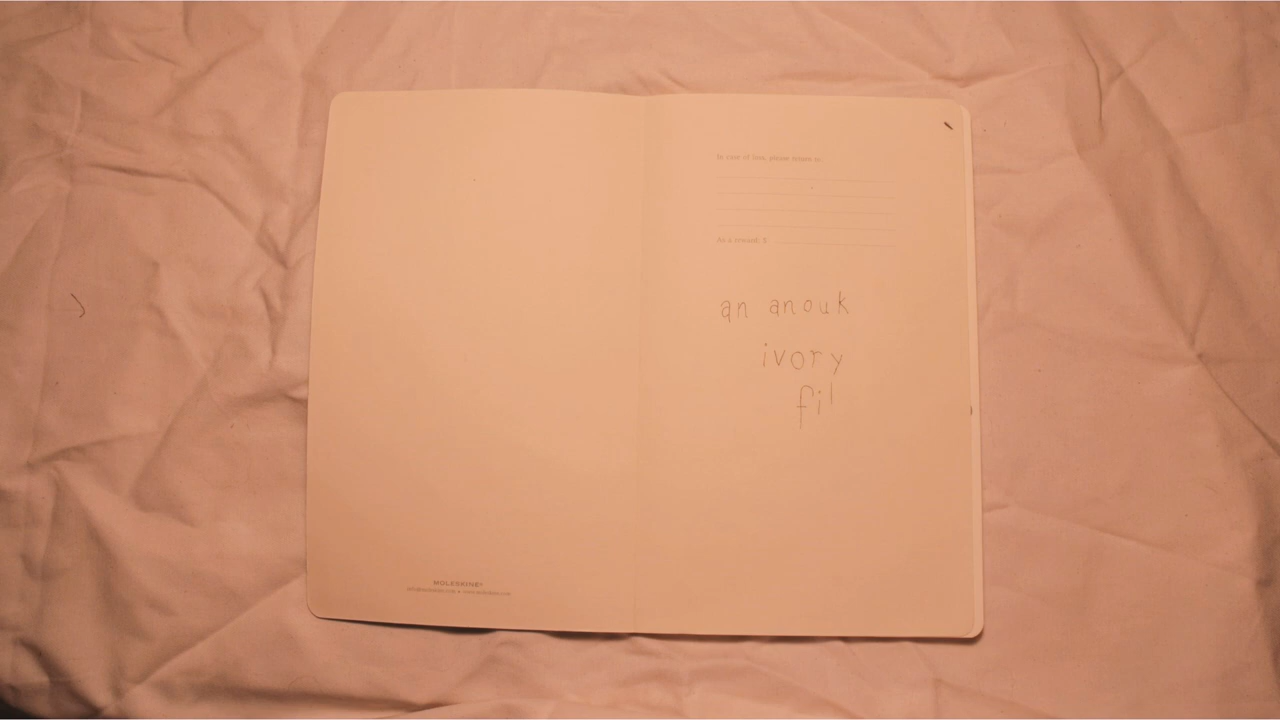 In case of loss, please return to:
As a reward: $
an anouk
ivory
fil
MOLESKINE®